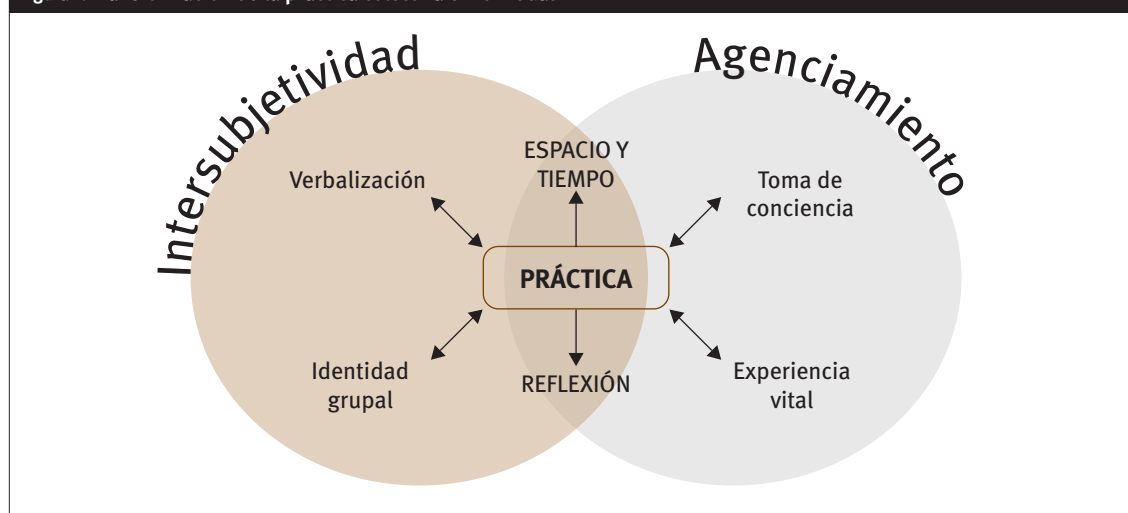 Intersubjetividad
Agenciamiento
ESPACIO Y
TIEMPO
Verbalización
Toma de
conciencia
PRÁCTICA
Identidad
grupal
REFLEXIÓN
Experiencia
vital